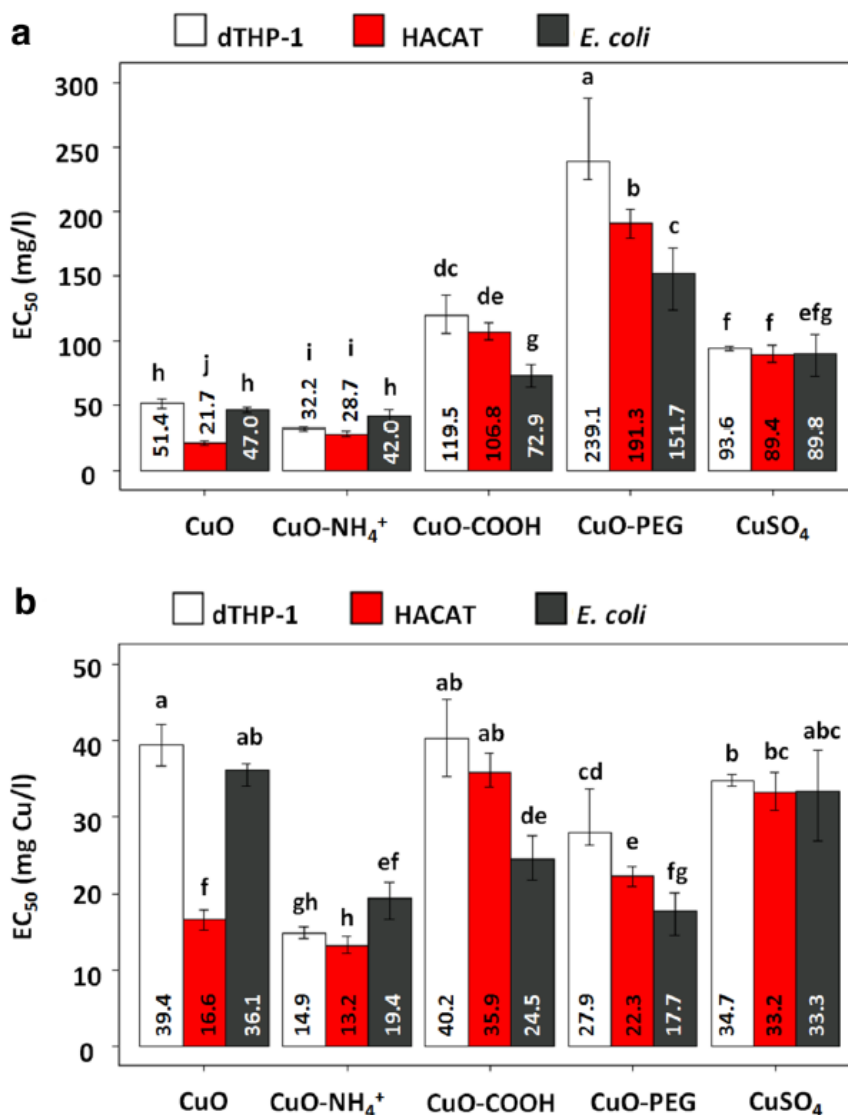 a
dTHP-1 HACAT E. coli
EC₅₀ (mg/l)
300
250
200
150
100
50
0
h j h i i h dc de g a b c f f efg
51.4 21.7 47.0 32.2 28.7 42.0 119.5 106.8 72.9 239.1 191.3 151.7 93.6 89.4 89.8
CuO CuO-NH₄⁺ CuO-COOH CuO-PEG CuSO₄
b
dTHP-1 HACAT E. coli
EC₅₀ (mg Cu/l)
50
40
30
20
10
0
a f ab gh h ef ab ab de cd e fg b bc abc
39.4 16.6 36.1 14.9 13.2 19.4 40.2 35.9 24.5 27.9 22.3 17.7 34.7 33.2 33.3
CuO CuO-NH₄⁺ CuO-COOH CuO-PEG CuSO₄